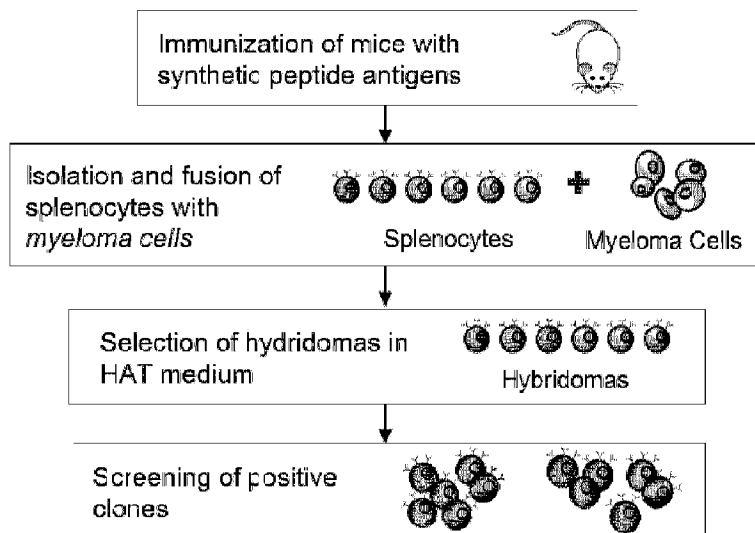 Immunization of mice with
synthetic peptide antigens
Isolation and fusion of
splenocytes with
myeloma cells
Splenocytes
Myeloma Cells
Selection of hydridomas in
HAT medium
Hybridomas
Screening of positive
clones